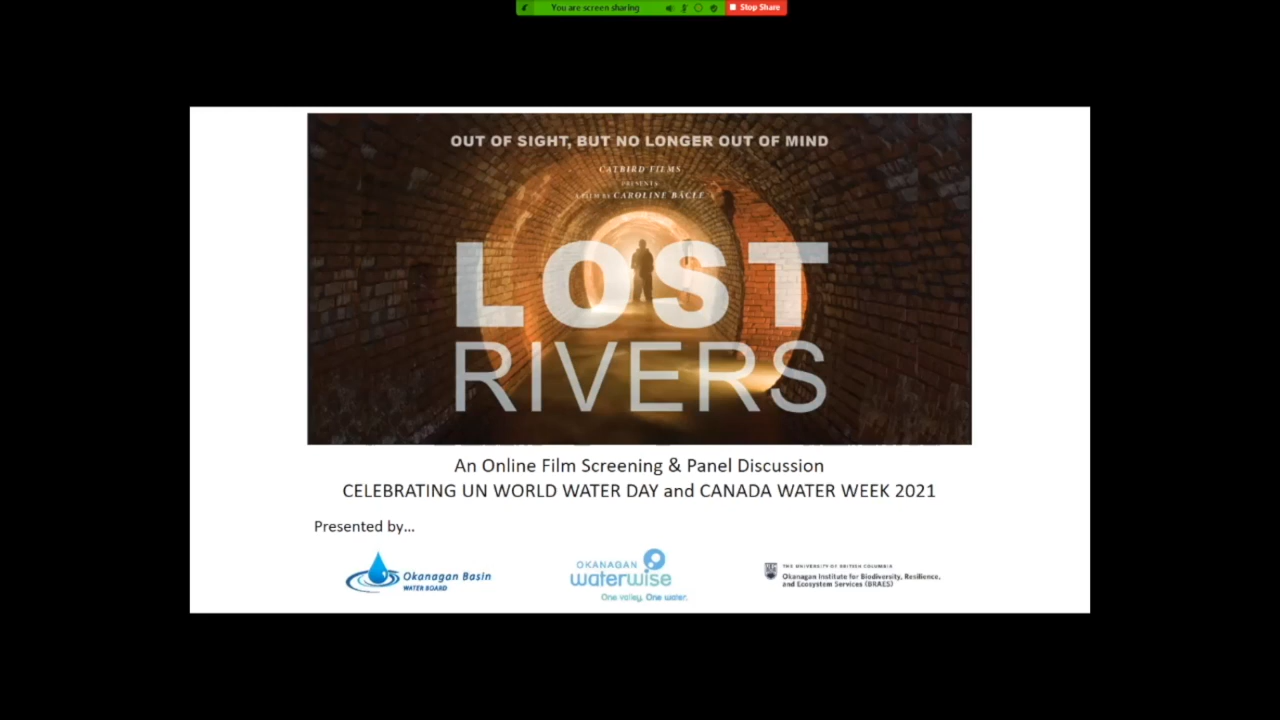 You are screen sharing
Stop Share
OUT OF SIGHT, BUT NO LONGER OUT OF MIND
CATBIRD FILMS
PRESENTS
A FILM BY CAROLINE BÂCLE
LOST
RIVERS
An Online Film Screening & Panel Discussion
CELEBRATING UN WORLD WATER DAY and CANADA WATER WEEK 2021
Presented by...
Okanagan Basin
WATER BOARD
OKANAGAN
waterwise
One valley. One water.
THE UNIVERSITY OF BRITISH COLUMBIA
Okanagan Institute for Biodiversity, Resilience,
and Ecosystem Services (BRAES)